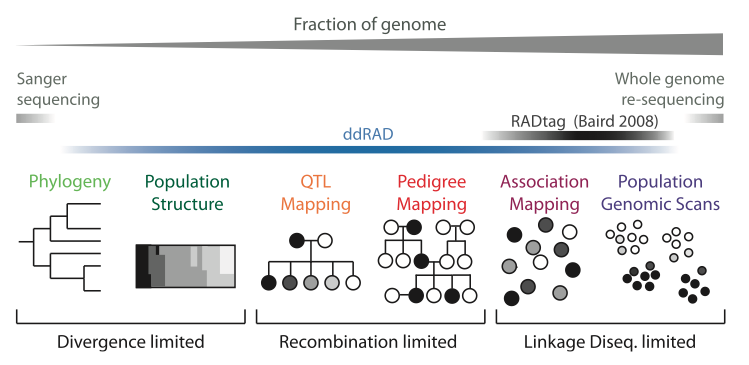 Fraction of genome
Sanger
sequencing
Whole genome
re-sequencing
RADtag (Baird 2008)
ddRAD
Phylogeny
Population
Structure
QTL
Mapping
Pedigree
Mapping
Association
Mapping
Population
Genomic Scans
Divergence limited
Recombination limited
Linkage Diseq. limited